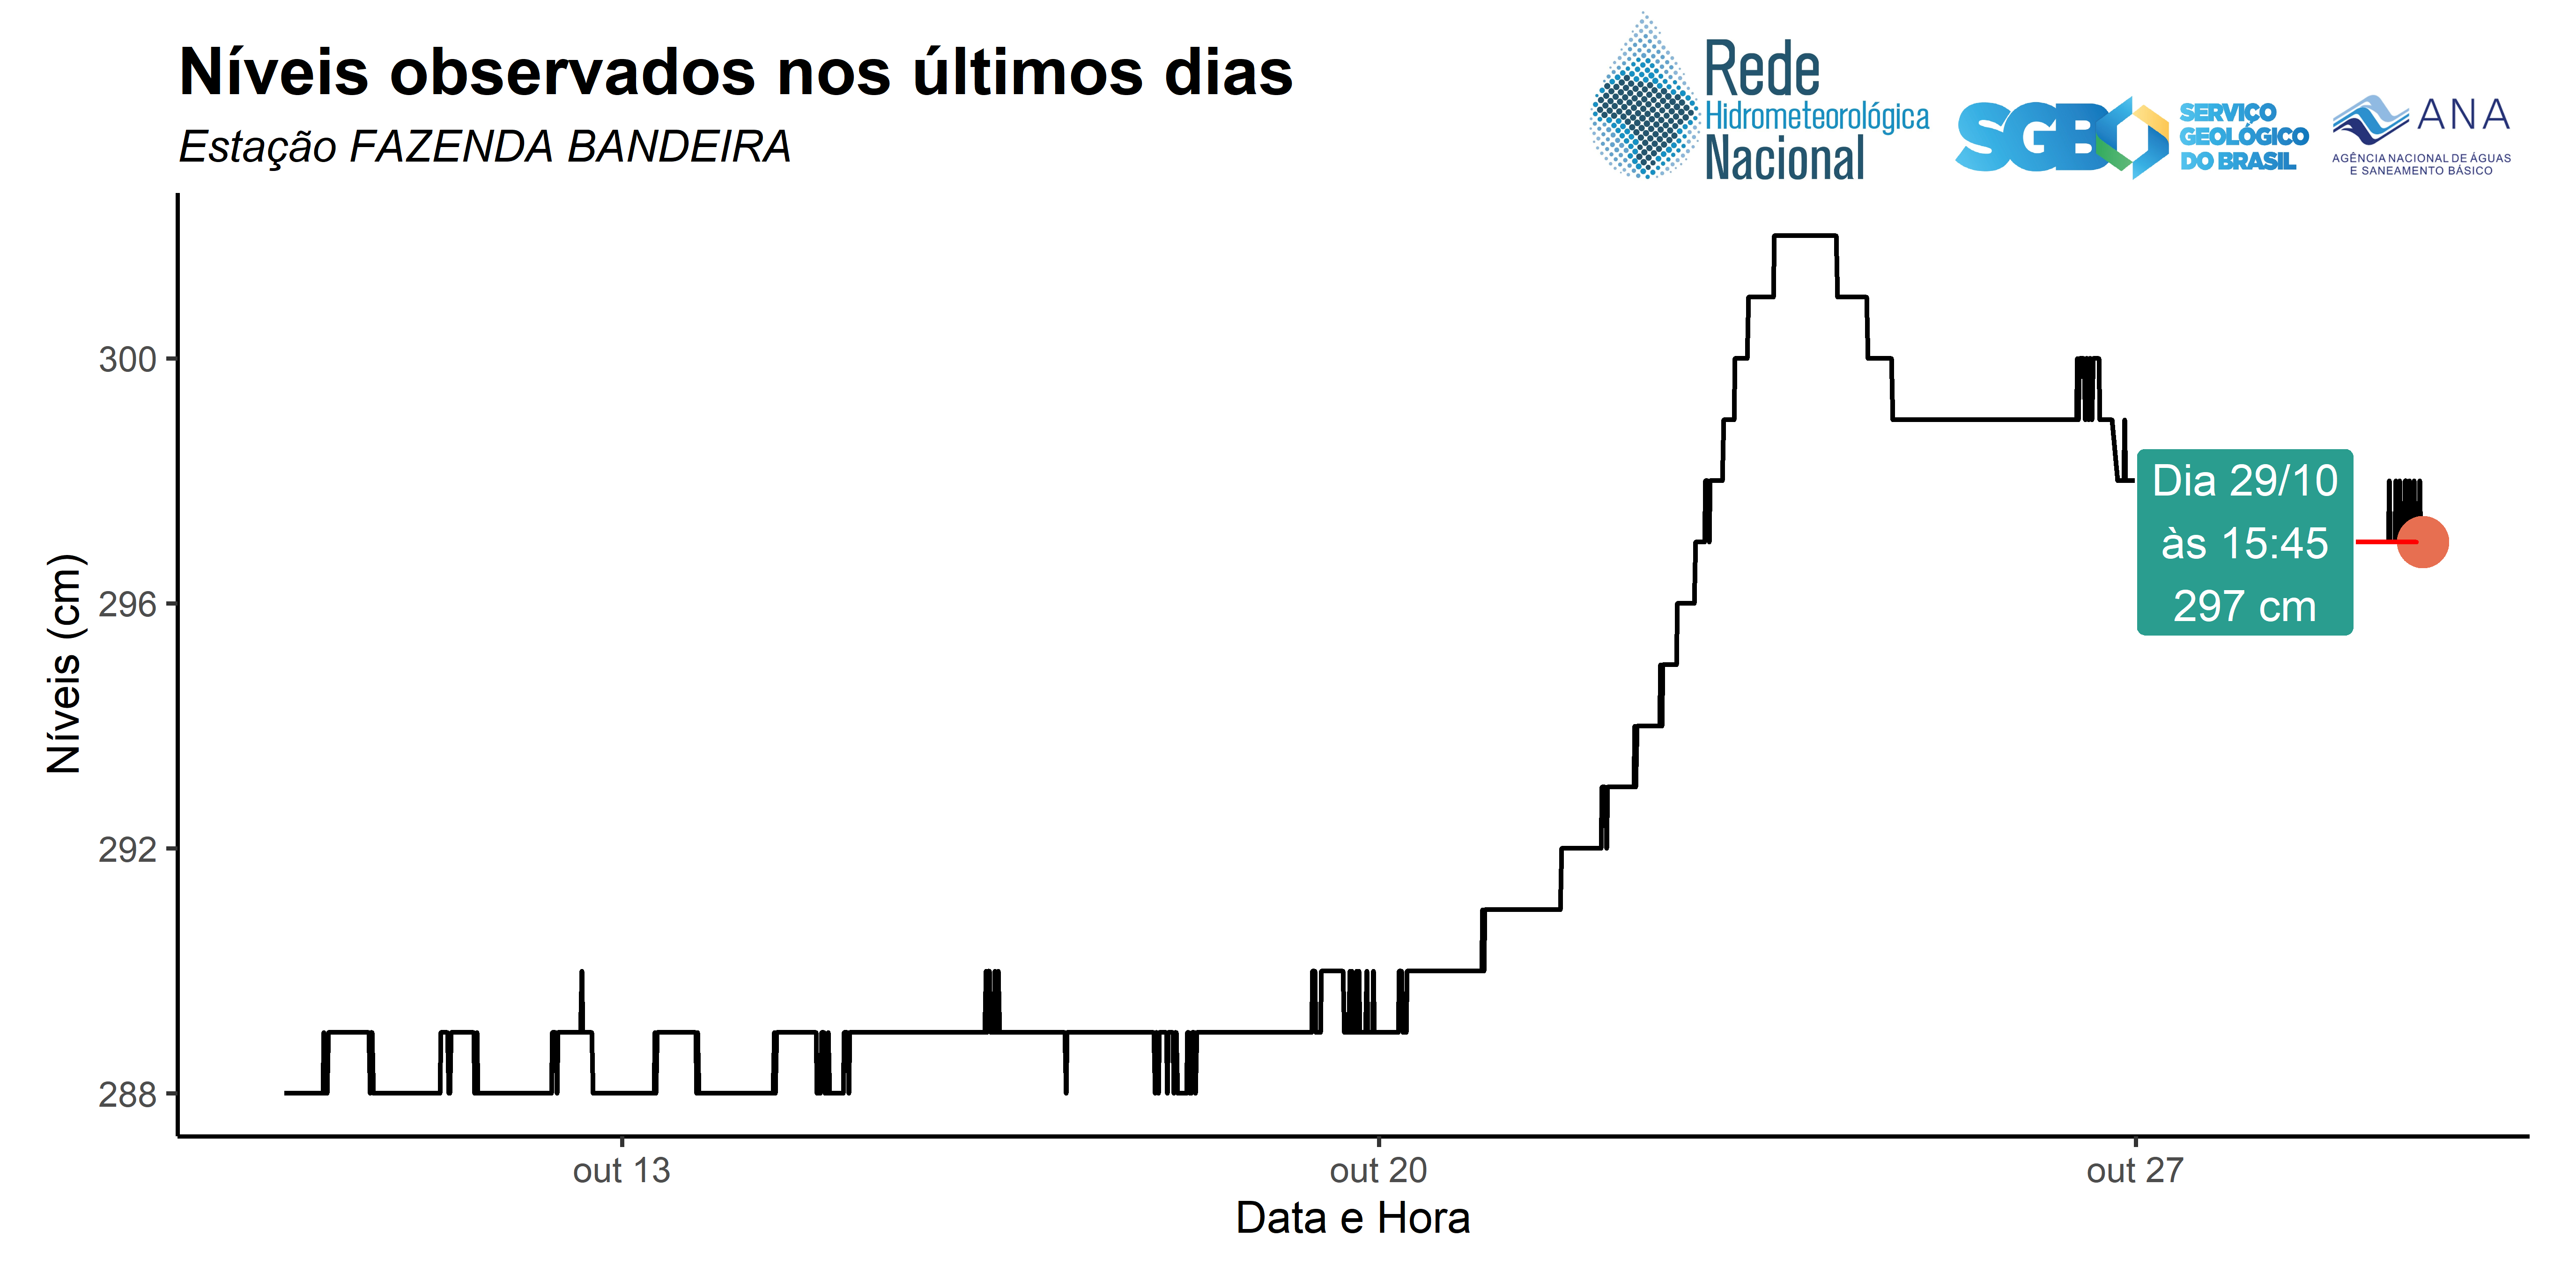 Níveis observados nos últimos dias
Estação FAZENDA BANDEIRA
Rede
Hidrometeorológica
Nacional
SGB
SERVIÇO
GEOLÓGICO
DO BRASIL
ANA
AGÊNCIA NACIONAL DE ÁGUAS
E SANEAMENTO BÁSICO
Níveis (cm)
300
296
292
288
Dia 29/10
às 15:45
297 cm
out 13
out 20
out 27
Data e Hora